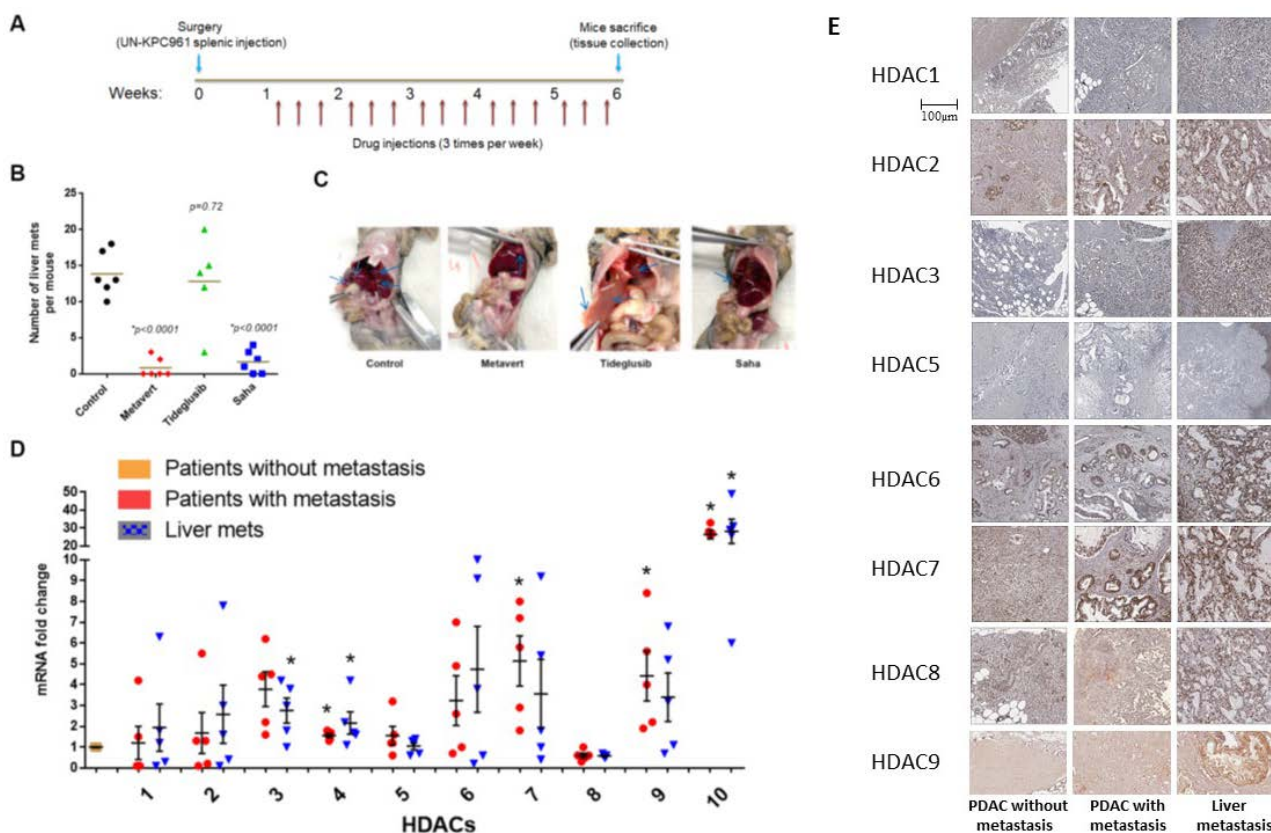 A
Surgery
(UN-KPC961 splenic injection)
Mice sacrifice
(tissue collection)
Weeks: 0 1 2 3 4 5 6
Drug injections (3 times per week)
B
Number of liver mets
per mouse
25
20
15
10
5
0
p=0.72
*p<0.0001
*p<0.0001
Control
Metavert
Tideglusib
Saha
C
Control
Metavert
Tideglusib
Saha
D
Patients without metastasis
Patients with metastasis
Liver mets
mRNA fold change
50
40
30
20
10
9
8
7
6
5
4
3
2
1
0
* * * * * * *
1 2 3 4 5 6 7 8 9 10
HDACs
E
HDAC1
100µm
HDAC2
HDAC3
HDAC5
HDAC6
HDAC7
HDAC8
HDAC9
PDAC without
metastasis
PDAC with
metastasis
Liver
metastasis